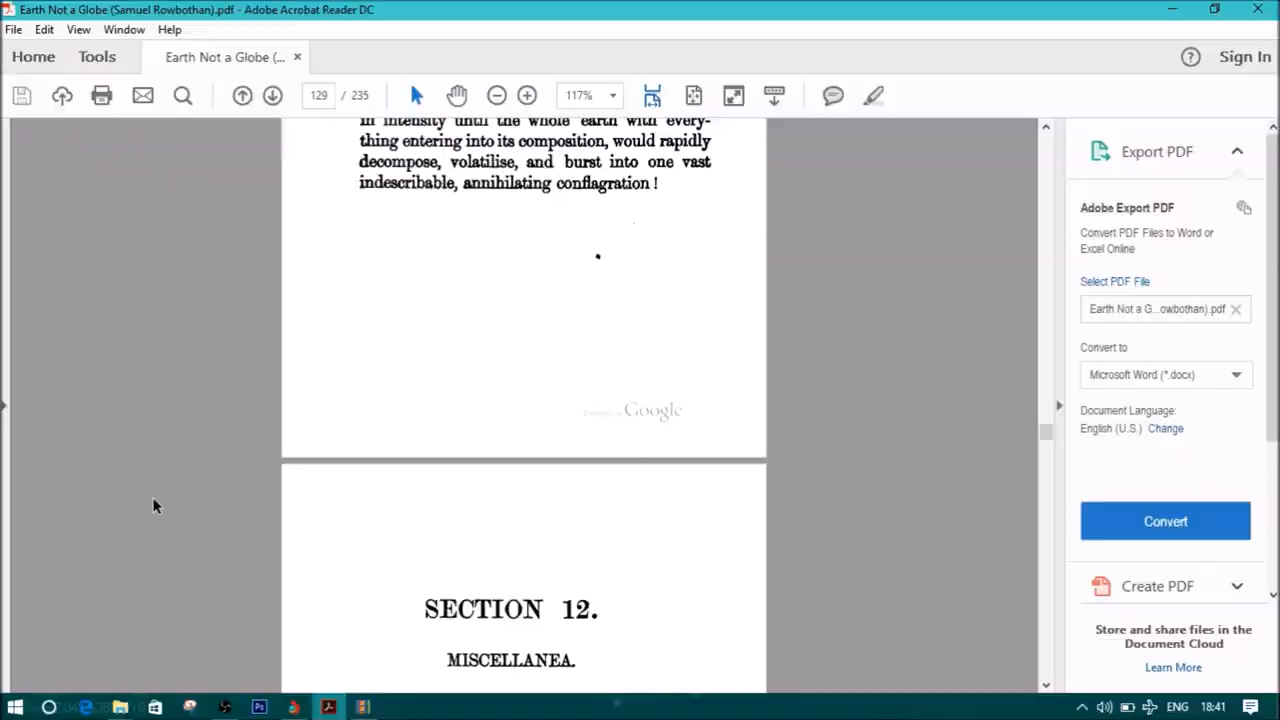 Earth Not a Globe (Samuel Rowbothan).pdf - Adobe Acrobat Reader DC
File Edit View Window Help
Home Tools Earth Not a Globe (... × Sign In
129 / 235 117%
in intensity until the whole earth with every-
thing entering into its composition, would rapidly
decompose, volatilise, and burst into one vast
indescribable, annihilating conflagration !
Google
SECTION 12.
MISCELLANEA.
Export PDF
Adobe Export PDF
Convert PDF Files to Word or
Excel Online
Select PDF File
Earth Not a G...owbothan).pdf
Convert to
Microsoft Word (*.docx)
Document Language:
English (U.S.) Change
Convert
Create PDF
Store and share files in the
Document Cloud
Learn More
ENG 18:41